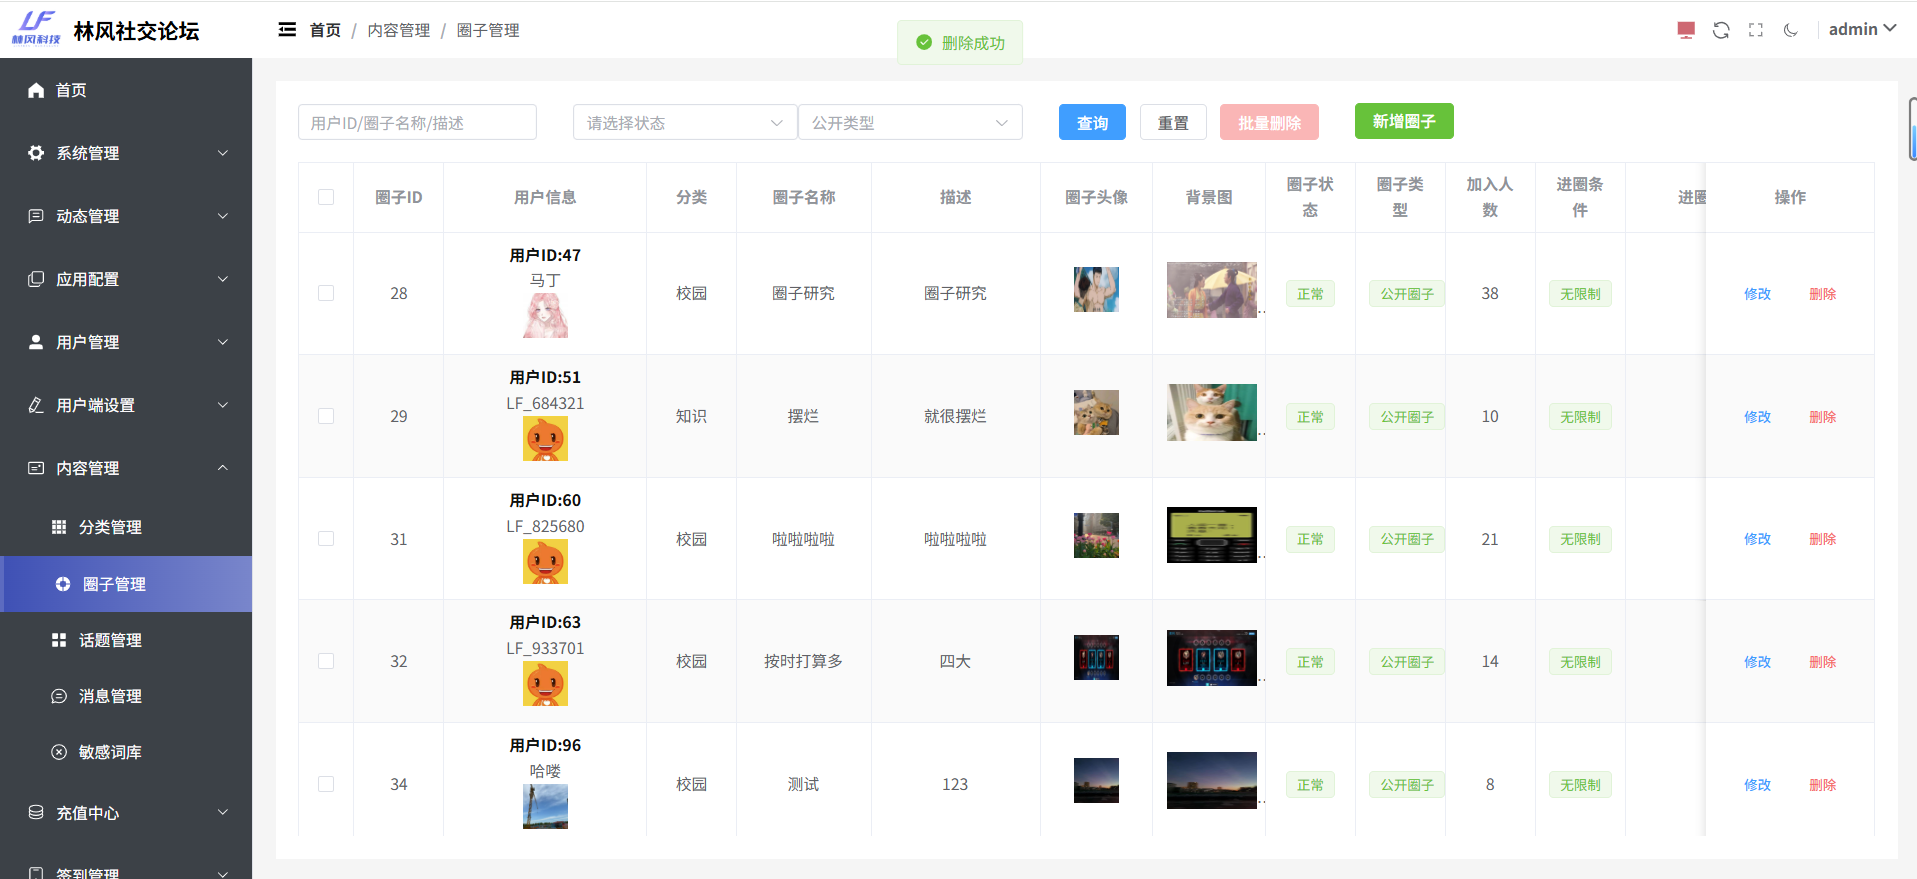 LF
林风科技
林风社交论坛
首页 / 内容管理 / 圈子管理
删除成功
admin
首页
系统管理
动态管理
应用配置
用户管理
用户端设置
内容管理
分类管理
圈子管理
话题管理
消息管理
敏感词库
充值中心
签到管理
用户ID/圈子名称/描述
请选择状态
公开类型
查询
重置
批量删除
新增圈子
圈子ID 用户信息 分类 圈子名称 描述 圈子头像 背景图 圈子状态 圈子类型 加入人数 进圈条件 进圈 操作
用户ID:47
马丁
28 校园 圈子研究 圈子研究 .. 正常 公开圈子 38 无限制 修改 删除
用户ID:51
LF_684321
29 知识 摆烂 就很摆烂 .. 正常 公开圈子 10 无限制 修改 删除
用户ID:60
LF_825680
31 校园 啦啦啦啦 啦啦啦啦 .. 正常 公开圈子 21 无限制 修改 删除
用户ID:63
LF_933701
32 校园 按时打算多 四大 .. 正常 公开圈子 14 无限制 修改 删除
用户ID:96
哈喽
34 校园 测试 123 .. 正常 公开圈子 8 无限制 修改 删除